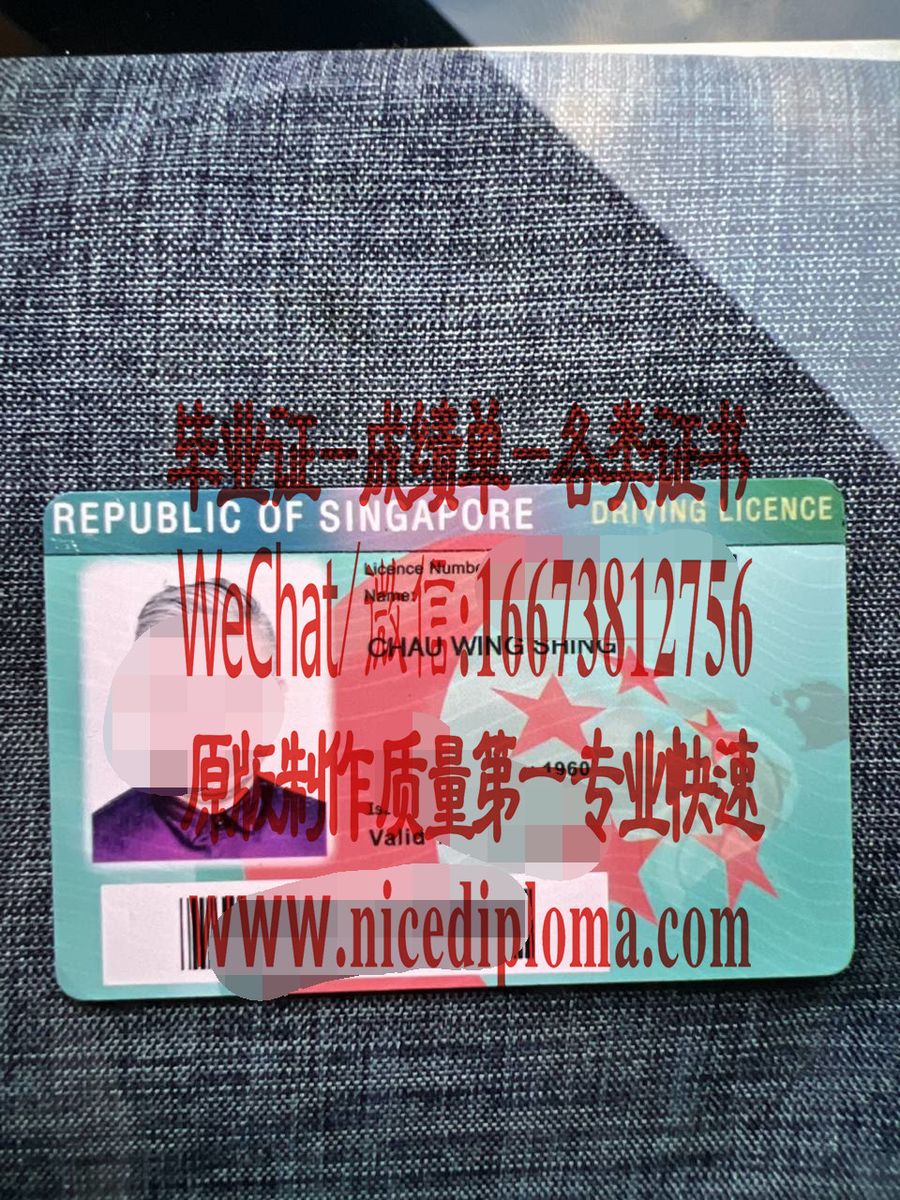 毕业证-成绩单-各类证书
REPUBLIC OF SINGAPORE DRIVING LICENCE
Licence Numbe
WeChat/微信:16673812756
Name:
CHAU WING SHING
原版制作质量第一 专业快速
1960
Valid
www.nicediploma.com